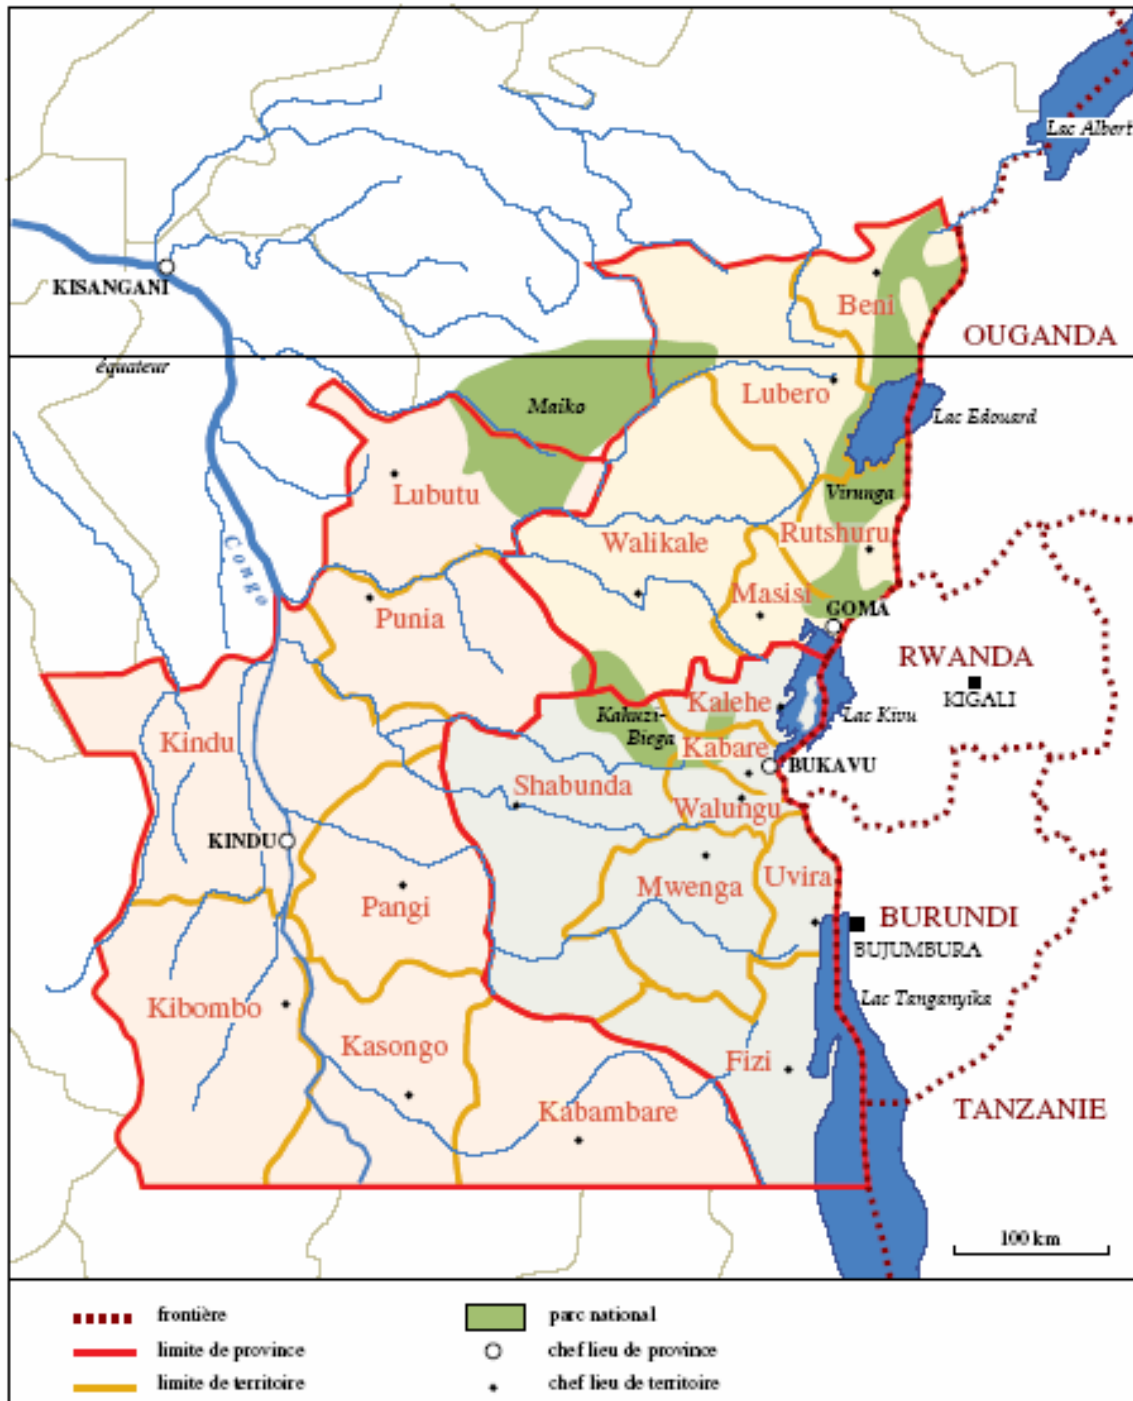 Lac Albert
KISANGANI
Beni
OUGANDA
équateur
Lubero
Maiko
Lac Edouard
Lubutu
Virunga
Rutshuru
Walikale
Congo
Masisi
GOMA
Punia
RWANDA
KIGALI
Kalehe
Lac Kivu
Kahuzi-
Biega
Kindu
Kabare
BUKAVU
Shabunda
Walungu
KINDU
Uvira
Mwenga
Pangi
BURUNDI
BUJUMBURA
Lac Tanganyika
Kibombo
Kasongo
Fizi
Kabambare
TANZANIE
100 km
frontière
parc national
limite de province
chef lieu de province
limite de territoire
chef lieu de territoire